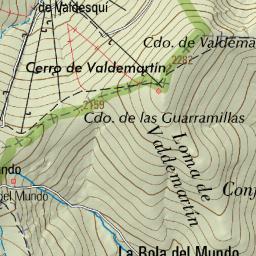 de Valdesquí
Cdo. de Valdema
2282
Cerro de Valdemartín
2159
Cdo. de las Guarramillas
Loma de
Valdemartín
ndo
Con
del Mundo
La Bola del Mundo